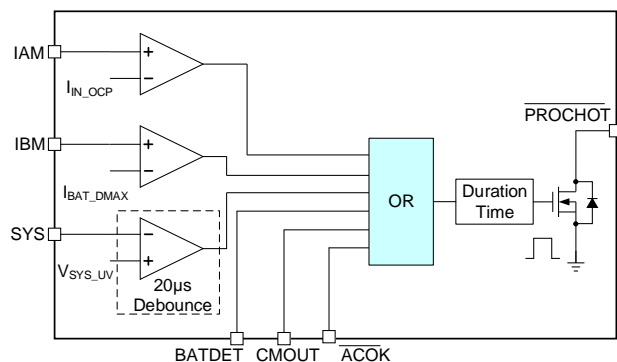 IAM
I_IN_OCP
PROCHOT
IBM
I_BAT_DMAX
OR
Duration
Time
SYS
V_SYS_UV
20µs
Debounce
BATDET CMOUT ACOK